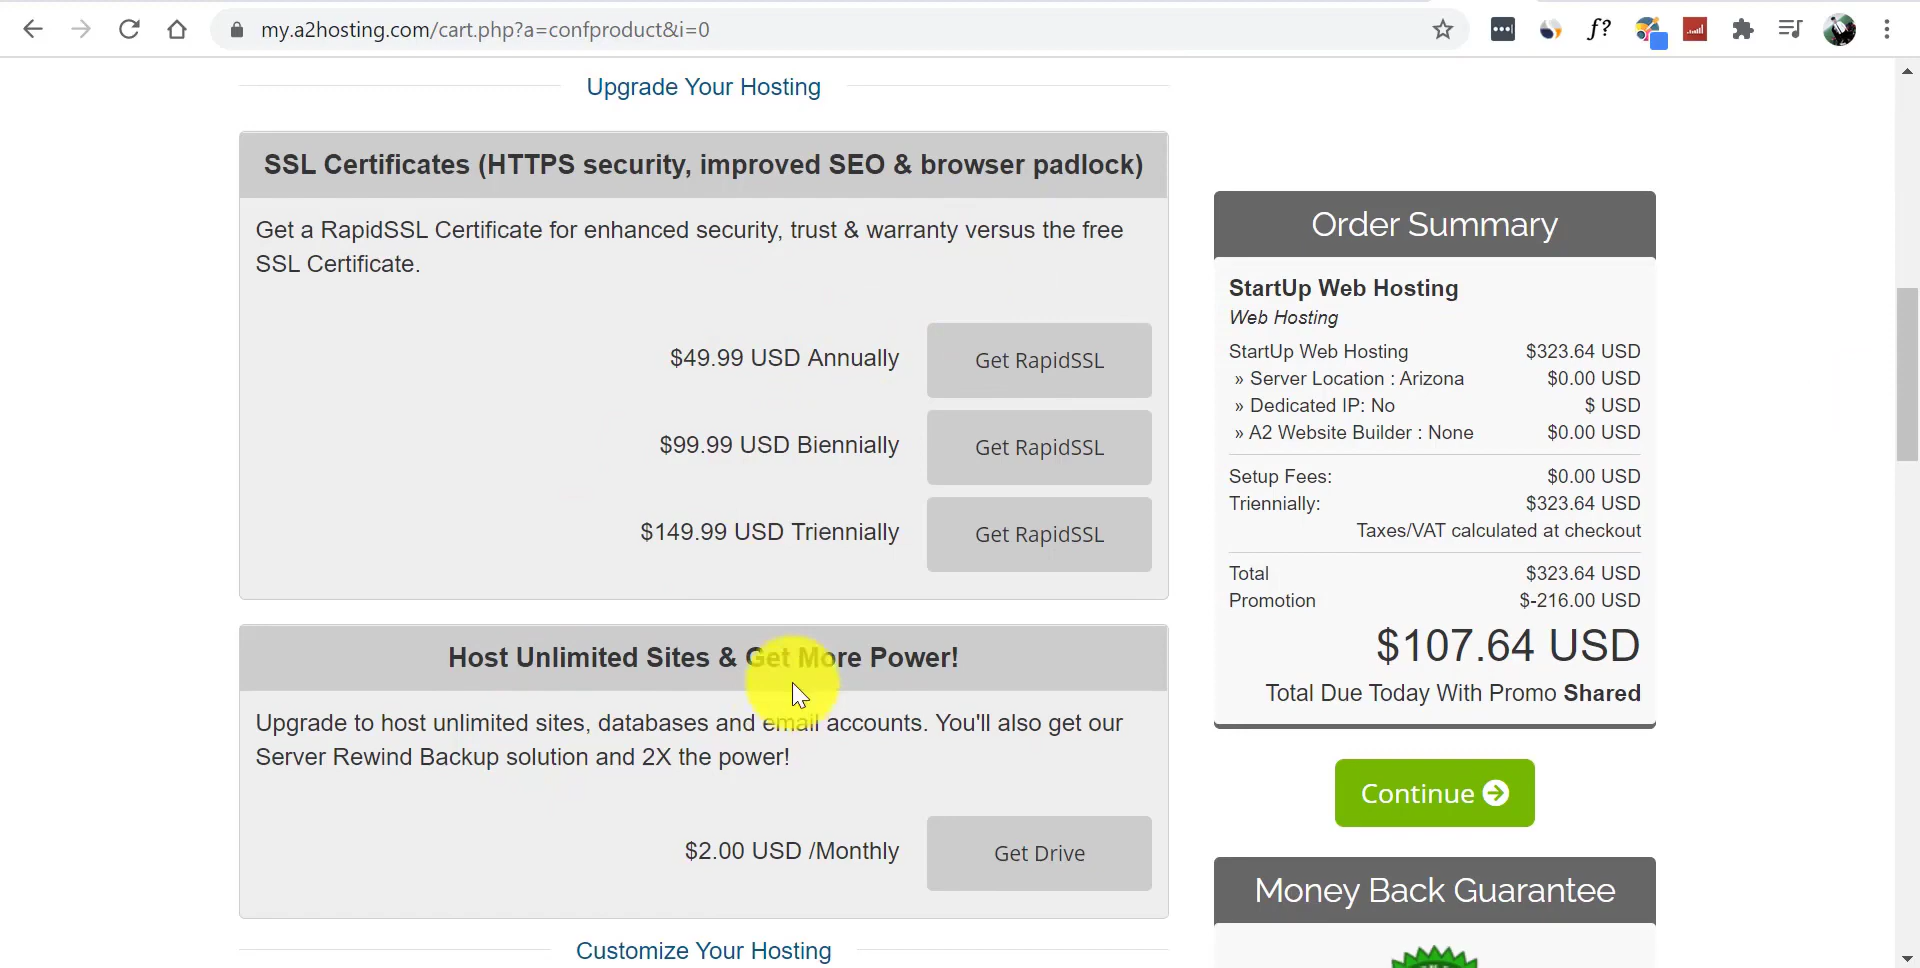 my.a2hosting.com/cart.php?a=confproduct&i=0
f?
Upgrade Your Hosting
SSL Certificates (HTTPS security, improved SEO & browser padlock)
Get a RapidSSL Certificate for enhanced security, trust & warranty versus the free
SSL Certificate.
$49.99 USD Annually
Get RapidSSL
$99.99 USD Biennially
Get RapidSSL
$149.99 USD Triennially
Get RapidSSL
Host Unlimited Sites & Get More Power!
Upgrade to host unlimited sites, databases and email accounts. You'll also get our
Server Rewind Backup solution and 2X the power!
$2.00 USD /Monthly
Get Drive
Customize Your Hosting
Order Summary
StartUp Web Hosting
Web Hosting
StartUp Web Hosting $323.64 USD
» Server Location : Arizona $0.00 USD
» Dedicated IP: No $ USD
» A2 Website Builder : None $0.00 USD
Setup Fees: $0.00 USD
Triennially: $323.64 USD
Taxes/VAT calculated at checkout
Total $323.64 USD
Promotion $-216.00 USD
$107.64 USD
Total Due Today With Promo Shared
Continue
Money Back Guarantee